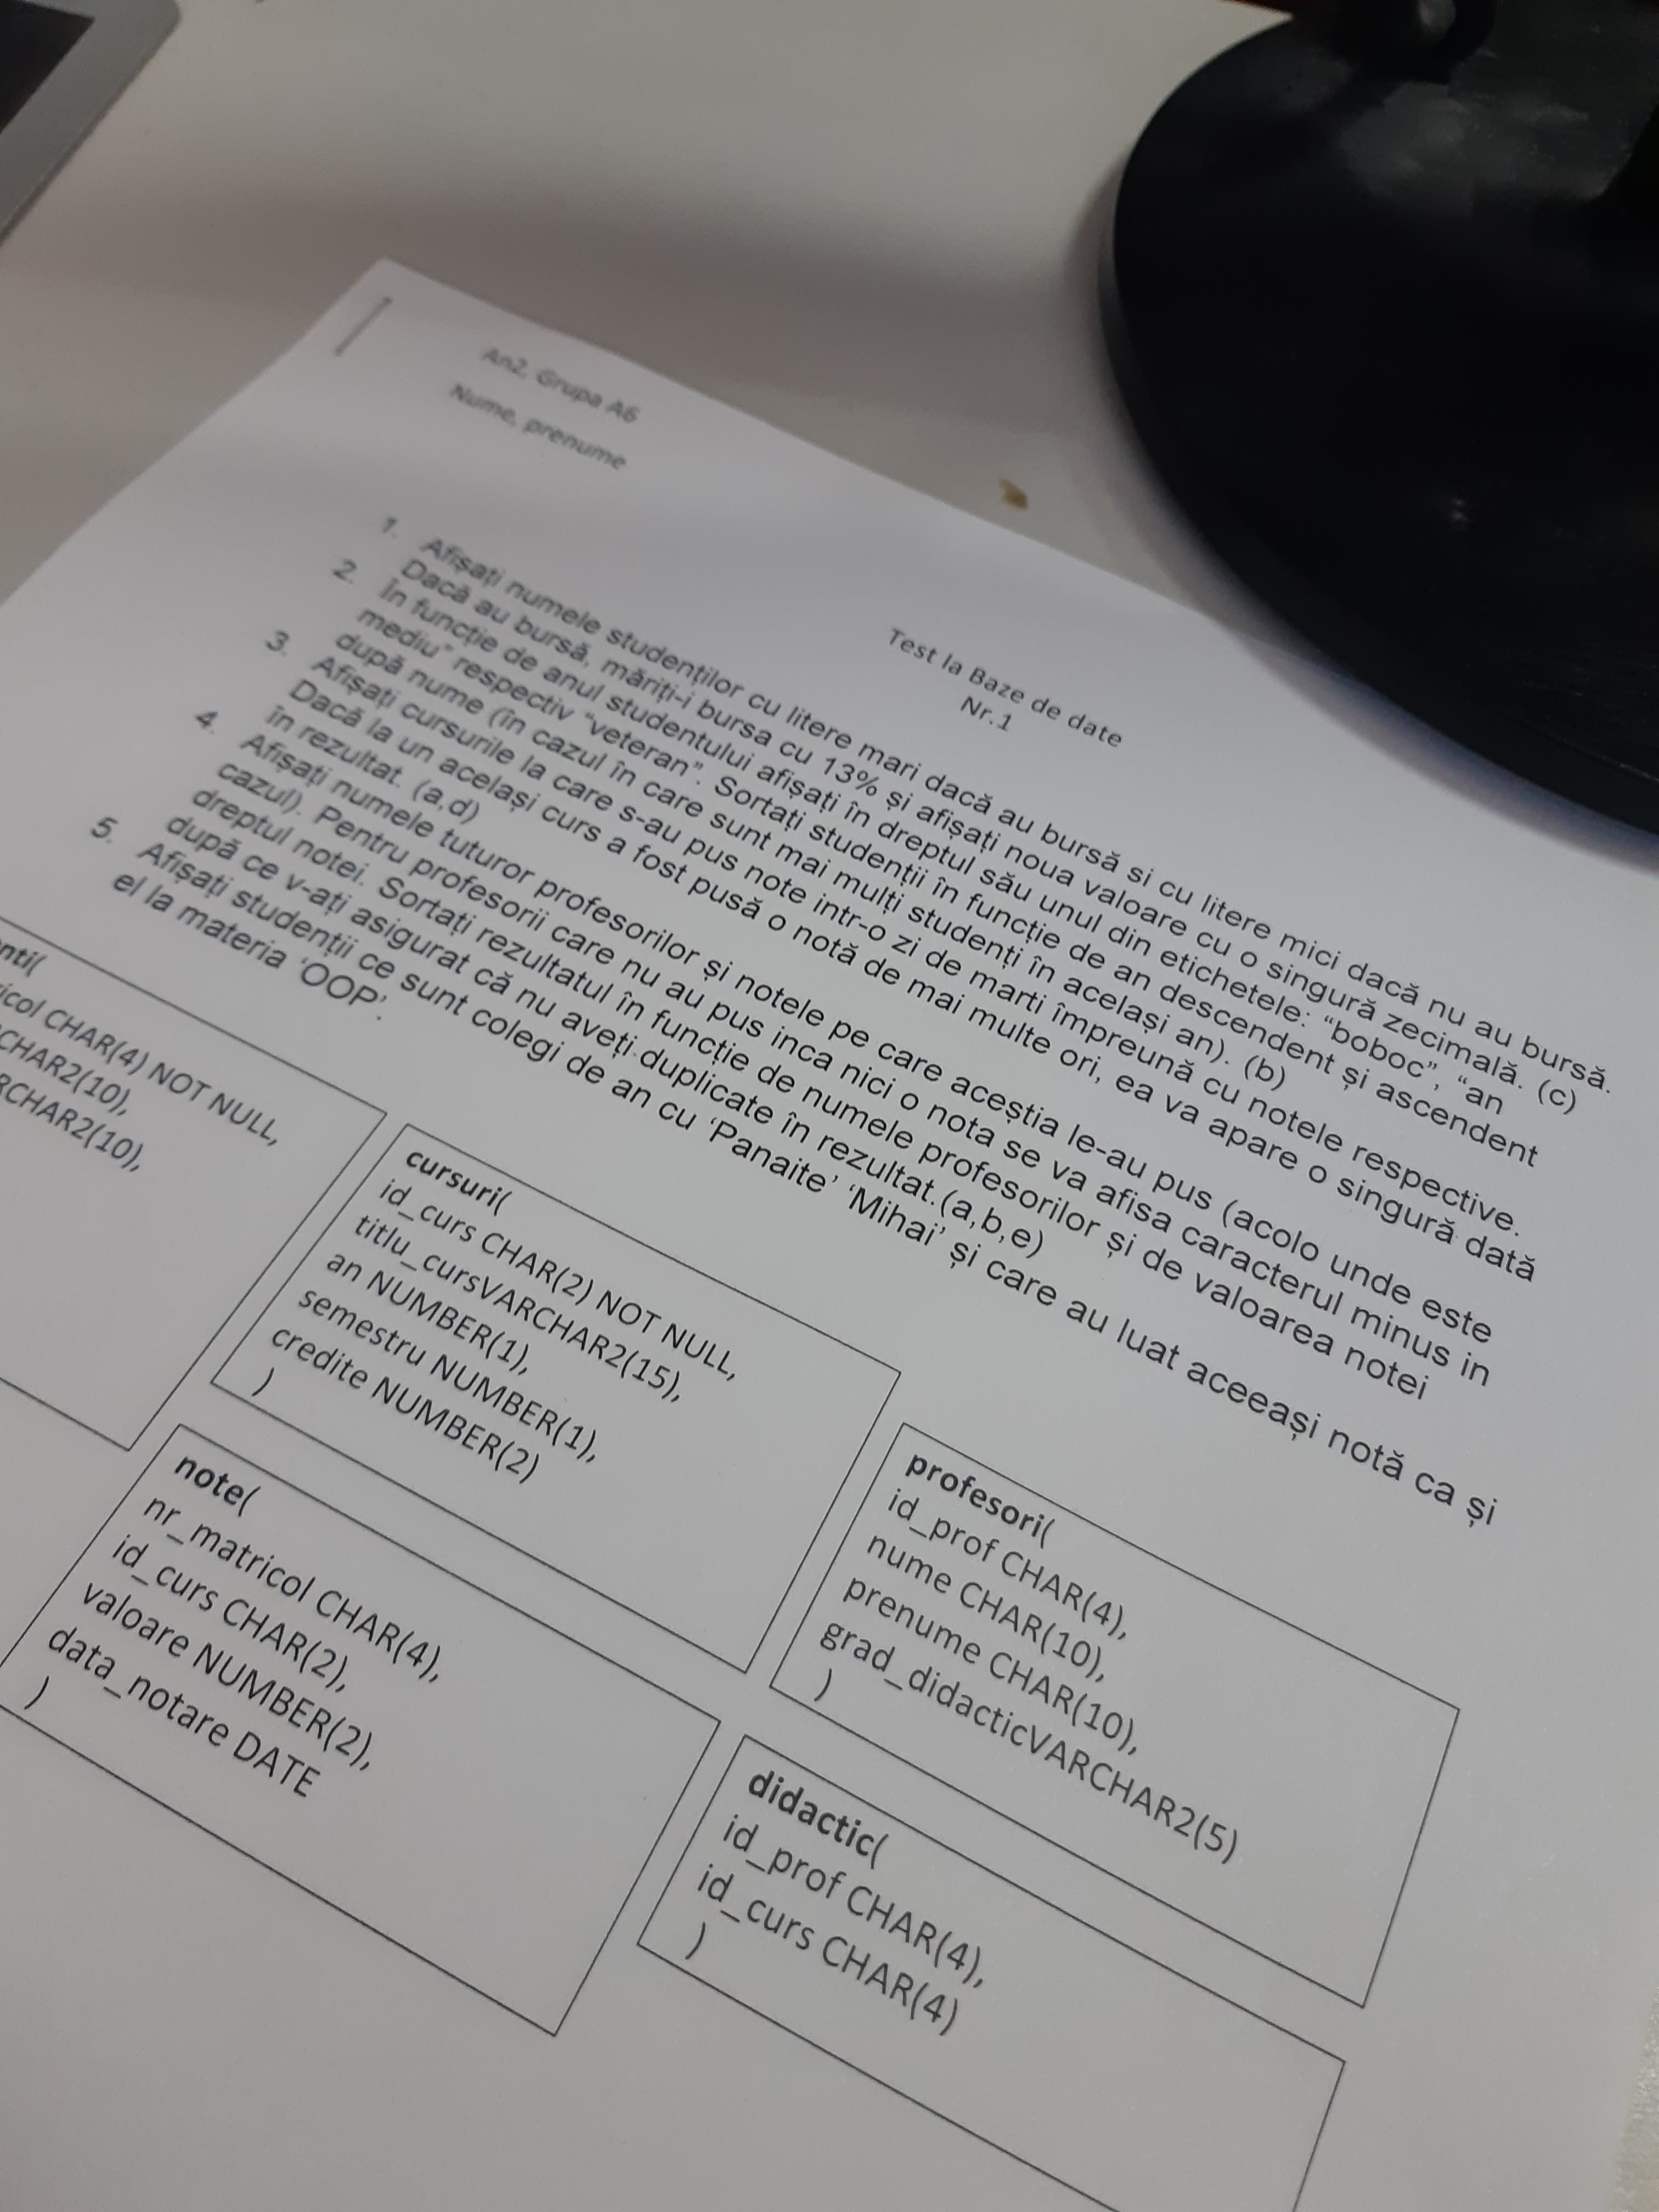 An2, Grupa A6
Nume, prenume
Test la Baze de date
Nr.1
1. Afișați numele studenților cu litere mari dacă au bursă si cu litere mici dacă nu au bursă.
Dacă au bursă, măriți-i bursa cu 13% și afișați noua valoare cu o singură zecimală. (c)
2. În funcție de anul studentului afișați în dreptul său unul din etichetele: “boboc”, “an
mediu” respectiv “veteran”. Sortați studenții în funcție de an descendent și ascendent
după nume (în cazul în care sunt mai mulți studenți în același an). (b)
3. Afișați cursurile la care s-au pus note intr-o zi de marti împreună cu notele respective.
Dacă la un același curs a fost pusă o notă de mai multe ori, ea va apare o singură dată
în rezultat. (a,d)
4. Afișați numele tuturor profesorilor și notele pe care aceștia le-au pus (acolo unde este
cazul). Pentru profesorii care nu au pus inca nici o nota se va afisa caracterul minus in
dreptul notei. Sortați rezultatul în funcție de numele profesorilor și de valoarea notei
după ce v-ați asigurat că nu aveți duplicate în rezultat.(a,b,e)
5. Afișați studenții ce sunt colegi de an cu ‘Panaite’ ‘Mihai’ și care au luat aceeași notă ca și
el la materia ‘OOP’.
nti(
icol CHAR(4) NOT NULL,
CHAR2(10),
RCHAR2(10),
cursuri(
id_curs CHAR(2) NOT NULL,
titlu_cursVARCHAR2(15),
an NUMBER(1),
semestru NUMBER(1),
credite NUMBER(2)
)
profesori(
id_prof CHAR(4),
nume CHAR(10),
prenume CHAR(10),
grad_didacticVARCHAR2(5)
)
note(
nr_matricol CHAR(4),
id_curs CHAR(2),
valoare NUMBER(2),
data_notare DATE
)
didactic(
id_prof CHAR(4),
id_curs CHAR(4)
)